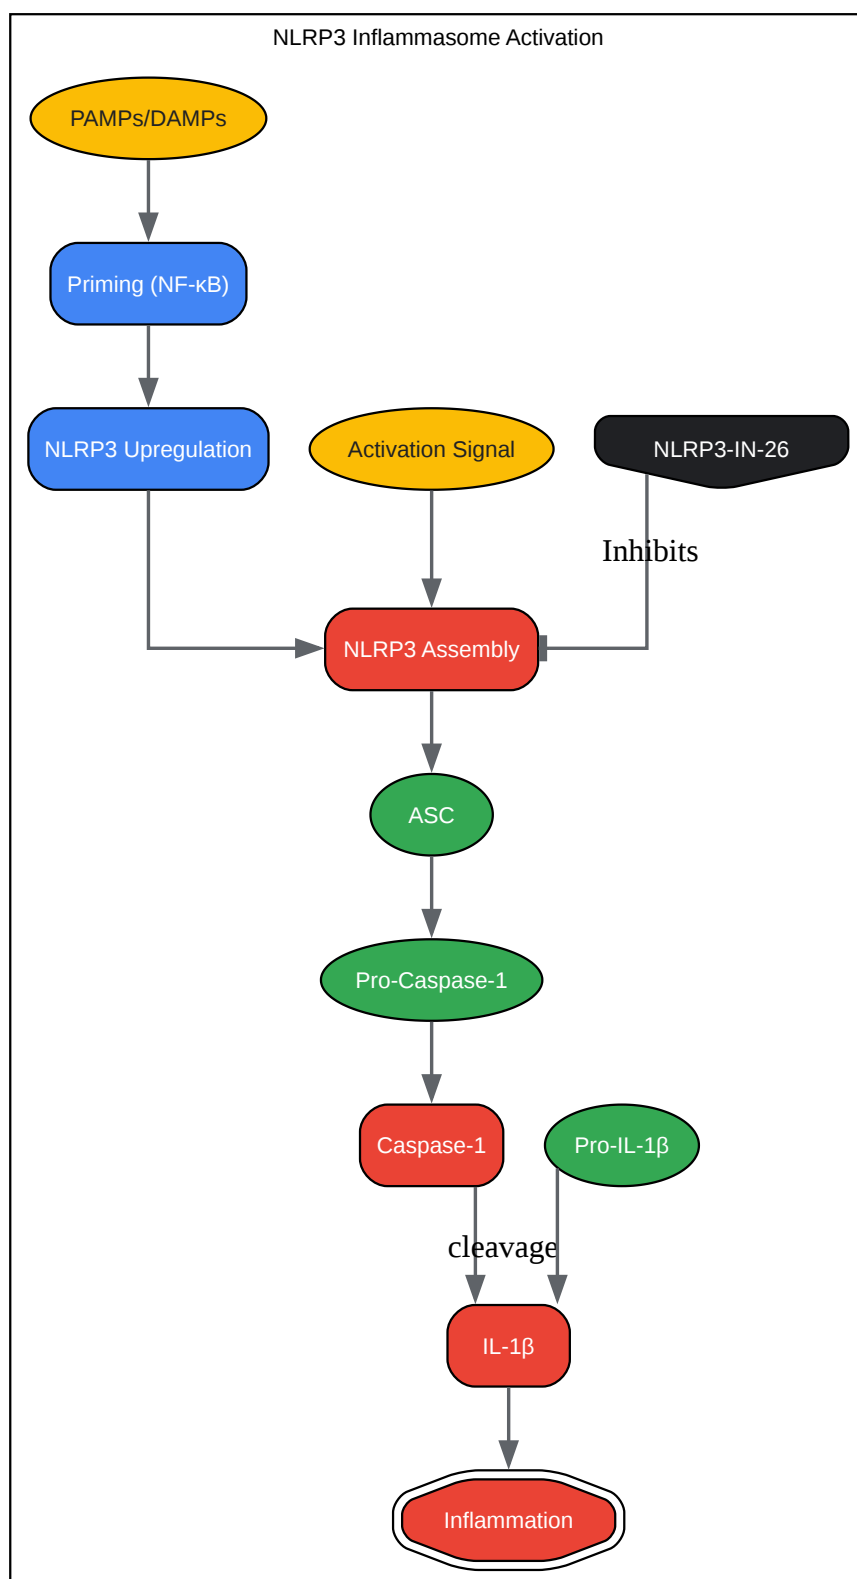 NLRP3 Inflammasome Activation
PAMPs/DAMPs
Priming (NF-κB)
NLRP3 Upregulation
Activation Signal
NLRP3-IN-26
Inhibits
NLRP3 Assembly
ASC
Pro-Caspase-1
Caspase-1
Pro-IL-1β
cleavage
IL-1β
Inflammation